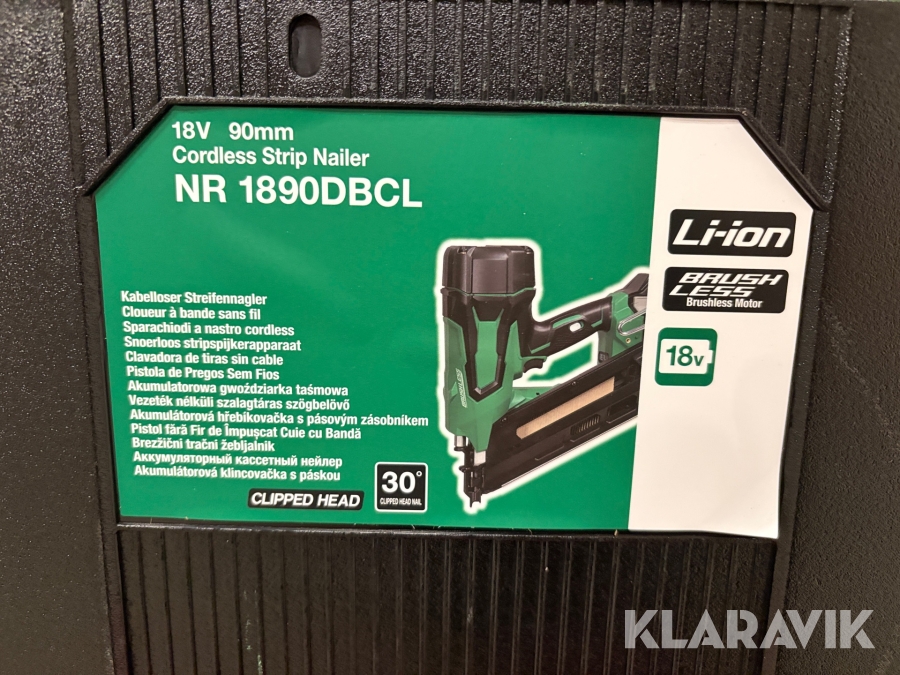 18V 90mm
Cordless Strip Nailer
NR 1890DBCL
Li-ion
BRUSH
LESS
Brushless Motor
18v
Kabelloser Streifennagler
Cloueur à bande sans fil
Sparachiodi a nastro cordless
Snoerloos stripspijkerapparaat
Clavadora de tiras sin cable
Pistola de Pregos Sem Fios
Akumulatorowa gwoździarka taśmowa
Vezeték nélküli szalagtáras szögbelövő
Akumulátorová hřebíkovačka s pásovým zásobníkem
Pistol fără Fir de Împuşcat Cuie cu Bandă
Brezžični tračni žebljalnik
Аккумуляторный кассетный нейлер
Akumulátorová klincovačka s páskou
CLIPPED HEAD
30°
CLIPPED HEAD NAIL
BRUSHLESS
KLARAVIK